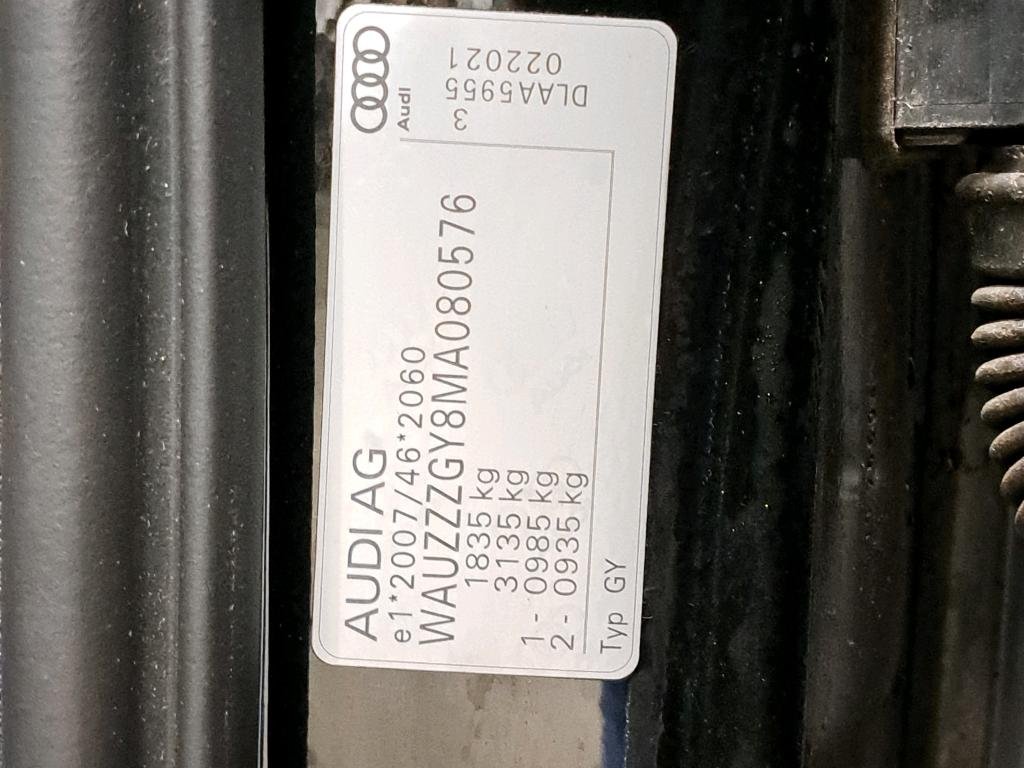 AUDI AG
e1*2007/46*2060
WAUZZZGY8MA080576
1835 kg
3135 kg
1 - 0985 kg
2 - 0935 kg
Typ GY
Audi
3
DLAA5955
022021